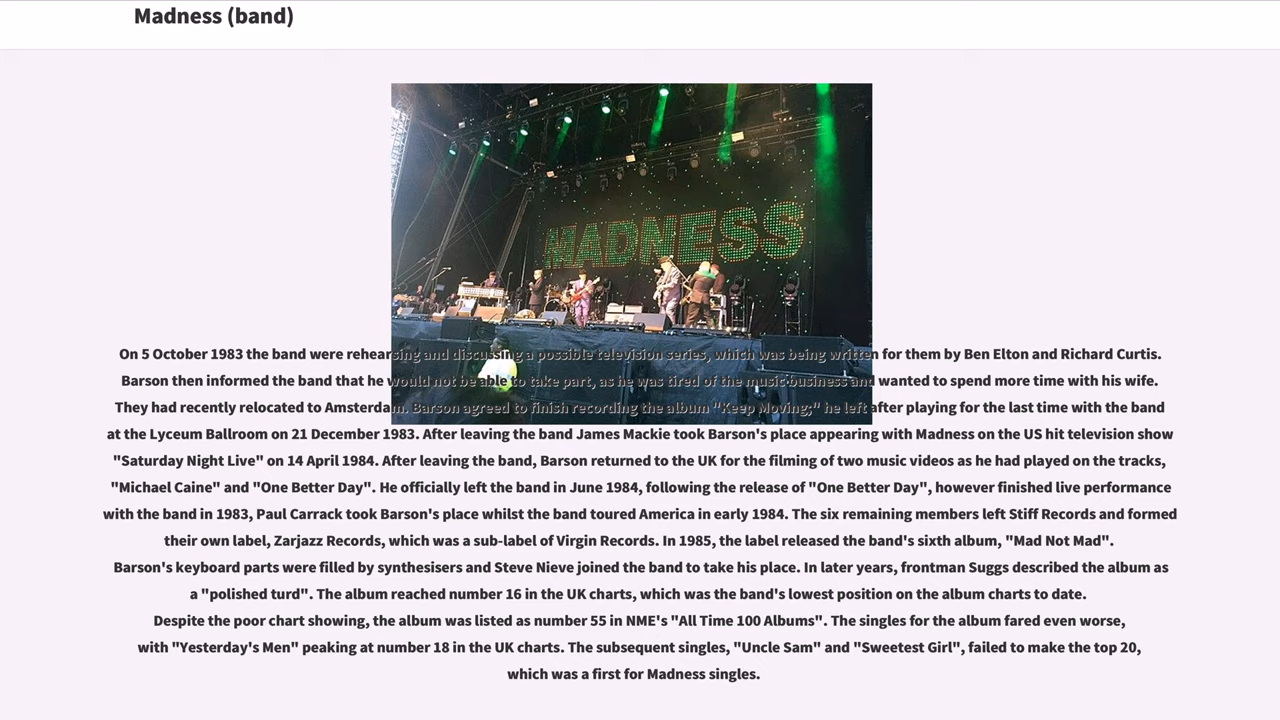 Madness (band)
MADNESS
On 5 October 1983 the band were rehearsing and discussing a possible television series, which was being written for them by Ben Elton and Richard Curtis.
Barson then informed the band that he would not be able to take part, as he was tired of the music business and wanted to spend more time with his wife.
They had recently relocated to Amsterdam. Barson agreed to finish recording the album "Keep Moving;" he left after playing for the last time with the band
at the Lyceum Ballroom on 21 December 1983. After leaving the band James Mackie took Barson's place appearing with Madness on the US hit television show
"Saturday Night Live" on 14 April 1984. After leaving the band, Barson returned to the UK for the filming of two music videos as he had played on the tracks,
"Michael Caine" and "One Better Day". He officially left the band in June 1984, following the release of "One Better Day", however finished live performance
with the band in 1983, Paul Carrack took Barson's place whilst the band toured America in early 1984. The six remaining members left Stiff Records and formed
their own label, Zarjazz Records, which was a sub-label of Virgin Records. In 1985, the label released the band's sixth album, "Mad Not Mad".
Barson's keyboard parts were filled by synthesisers and Steve Nieve joined the band to take his place. In later years, frontman Suggs described the album as
a "polished turd". The album reached number 16 in the UK charts, which was the band's lowest position on the album charts to date.
Despite the poor chart showing, the album was listed as number 55 in NME's "All Time 100 Albums". The singles for the album fared even worse,
with "Yesterday's Men" peaking at number 18 in the UK charts. The subsequent singles, "Uncle Sam" and "Sweetest Girl", failed to make the top 20,
which was a first for Madness singles.